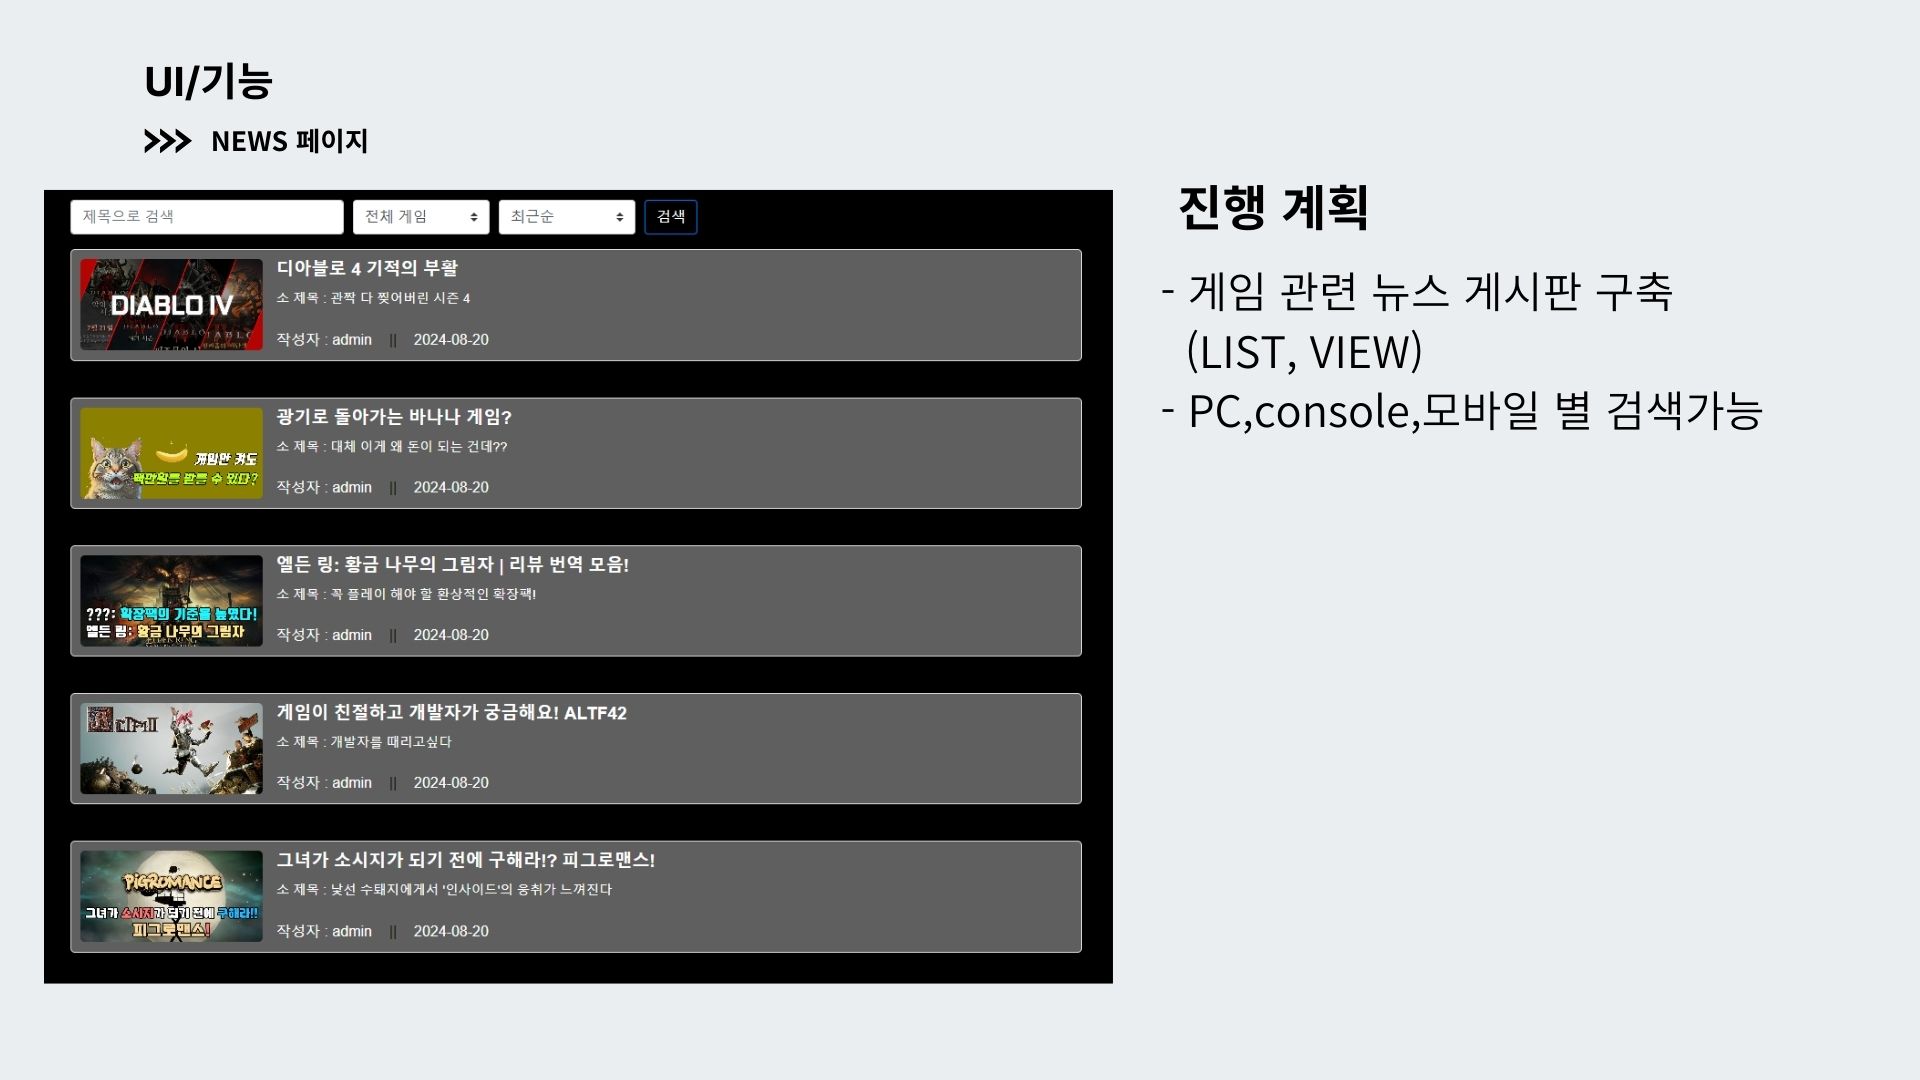 UI/기능
NEWS 페이지
제목으로 검색
전체 게임
최근순
검색
DIABLO IV
디아블로 4 기적의 부활
소 제목 : 관짝 다 찢어버린 시즌 4
작성자 : admin || 2024-08-20
게임만 켜도
백만원을 받을 수 있다?
광기로 돌아가는 바나나 게임?
소 제목 : 대체 이게 왜 돈이 되는 건데??
작성자 : admin || 2024-08-20
???: 확장팩의 기준을 높였다!
엘든 링: 황금 나무의 그림자
엘든 링: 황금 나무의 그림자 | 리뷰 번역 모음!
소 제목 : 꼭 플레이 해야 할 환상적인 확장팩!
작성자 : admin || 2024-08-20
게임이 친절하고 개발자가 궁금해요! ALTF42
소 제목 : 개발자를 때리고싶다
작성자 : admin || 2024-08-20
PIGROMANCE
그녀가 소시지가 되기 전에 구해라!!
피그로맨스!
그녀가 소시지가 되기 전에 구해라!? 피그로맨스!
소 제목 : 낯선 수퇘지에게서 '인사이드'의 웅취가 느껴진다
작성자 : admin || 2024-08-20
진행 계획
- 게임 관련 뉴스 게시판 구축
(LIST, VIEW)
- PC,console,모바일 별 검색가능